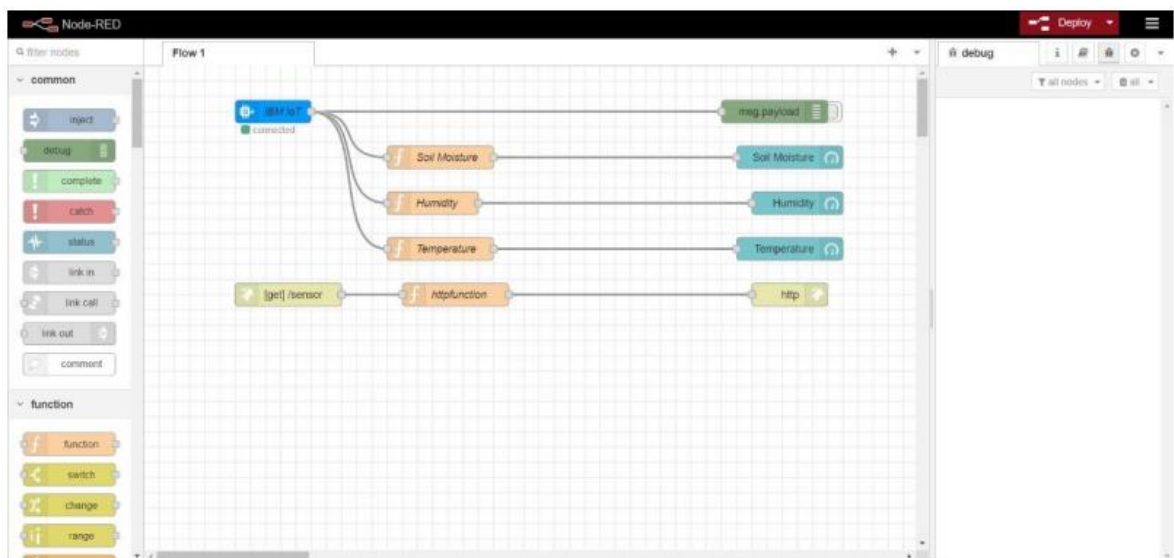 Node-RED
Deploy
filter nodes
Flow 1
debug
i
common
all nodes
all
inject
debug
complete
catch
status
link in
link call
link out
comment
function
function
switch
change
range
IBM IoT
connected
msg.payload
Soil Moisture
Soil Moisture
Humidity
Humidity
Temperature
Temperature
[get] /sensor
httpfunction
http